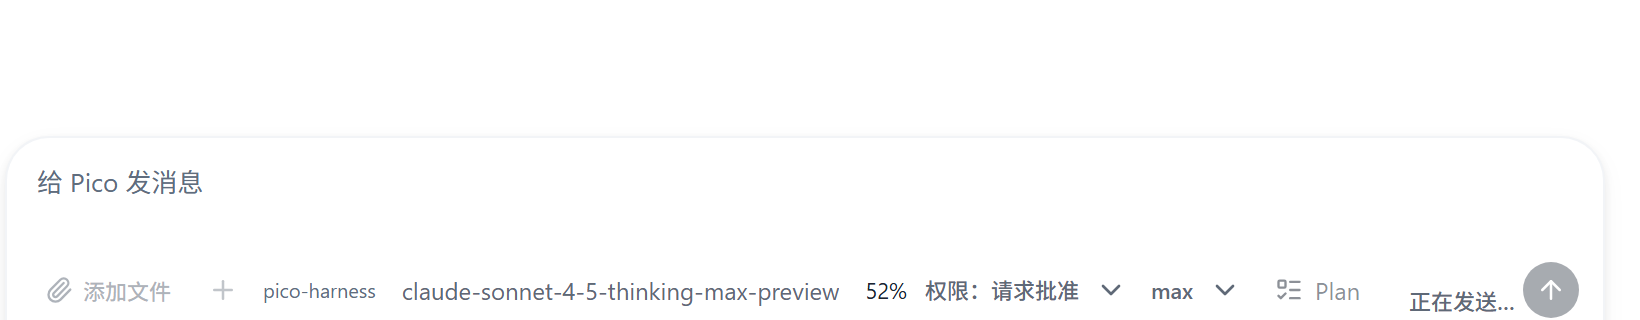 给 Pico 发消息
添加文件 pico-harness claude-sonnet-4-5-thinking-max-preview 52% 权限：请求批准 max Plan 正在发送...